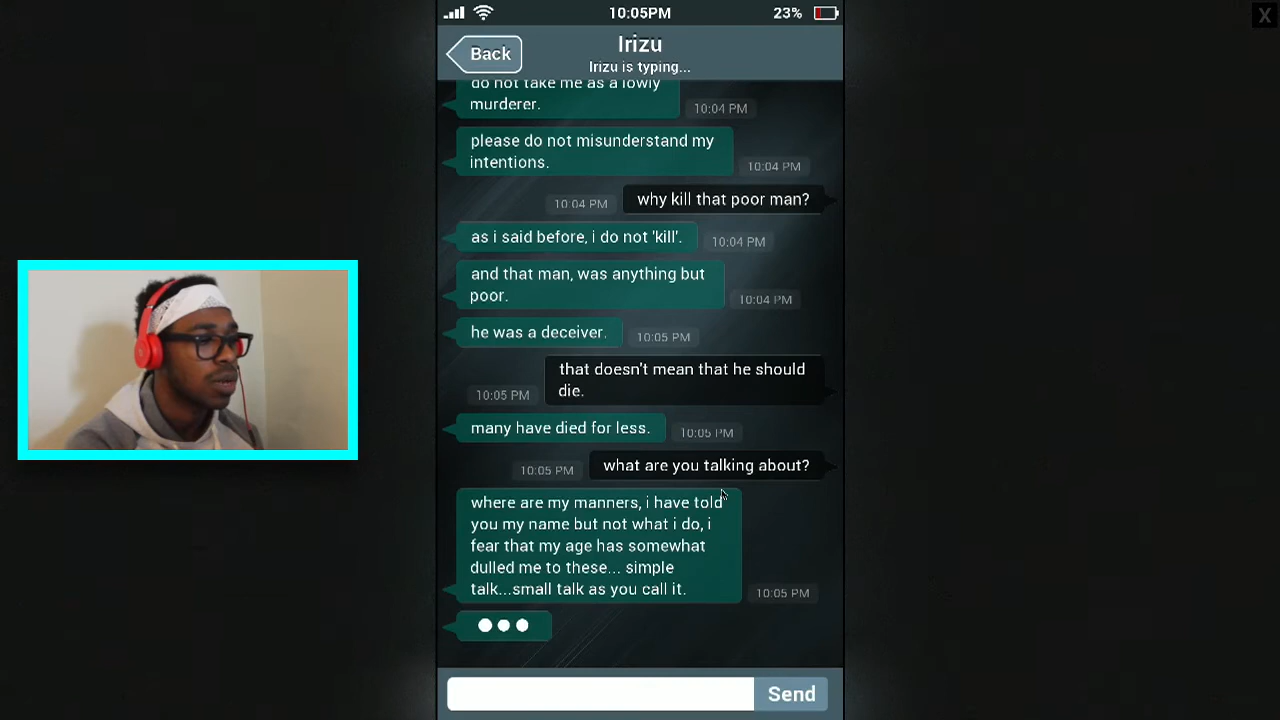 10:05PM
23%
X
Back
Irizu
Irizu is typing...
do not take me as a lowly
murderer.
10:04 PM
please do not misunderstand my
intentions.
10:04 PM
10:04 PM
why kill that poor man?
as i said before, i do not 'kill'.
10:04 PM
and that man, was anything but
poor.
10:04 PM
he was a deceiver.
10:05 PM
that doesn't mean that he should
die.
10:05 PM
many have died for less.
10:05 PM
10:05 PM
what are you talking about?
where are my manners, i have told
you my name but not what i do, i
fear that my age has somewhat
dulled me to these... simple
talk...small talk as you call it.
10:05 PM
Send